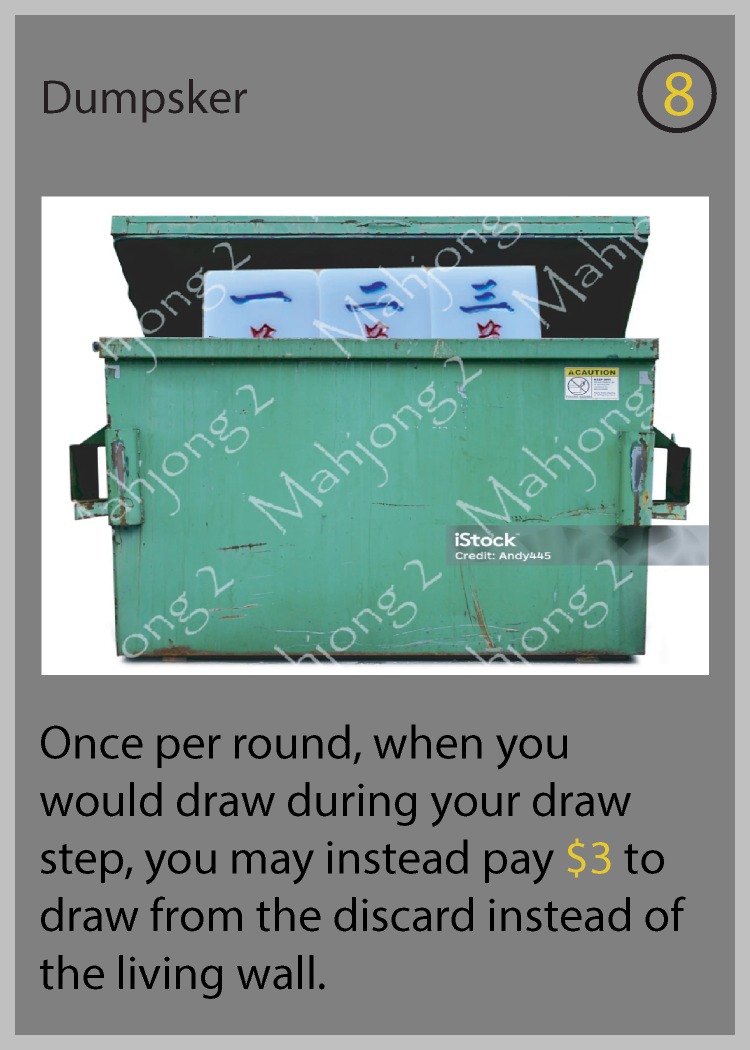 Dumpsker
8
Mahjong 2
Mahjong 2
Mahjong 2
一 二 三
CAUTION
Mahjong 2
Mahjong 2
Mahjong 2
iStock
Credit: Andy445
Mahjong 2
Mahjong 2
Mahjong 2
Once per round, when you
would draw during your draw
step, you may instead pay $3 to
draw from the discard instead of
the living wall.